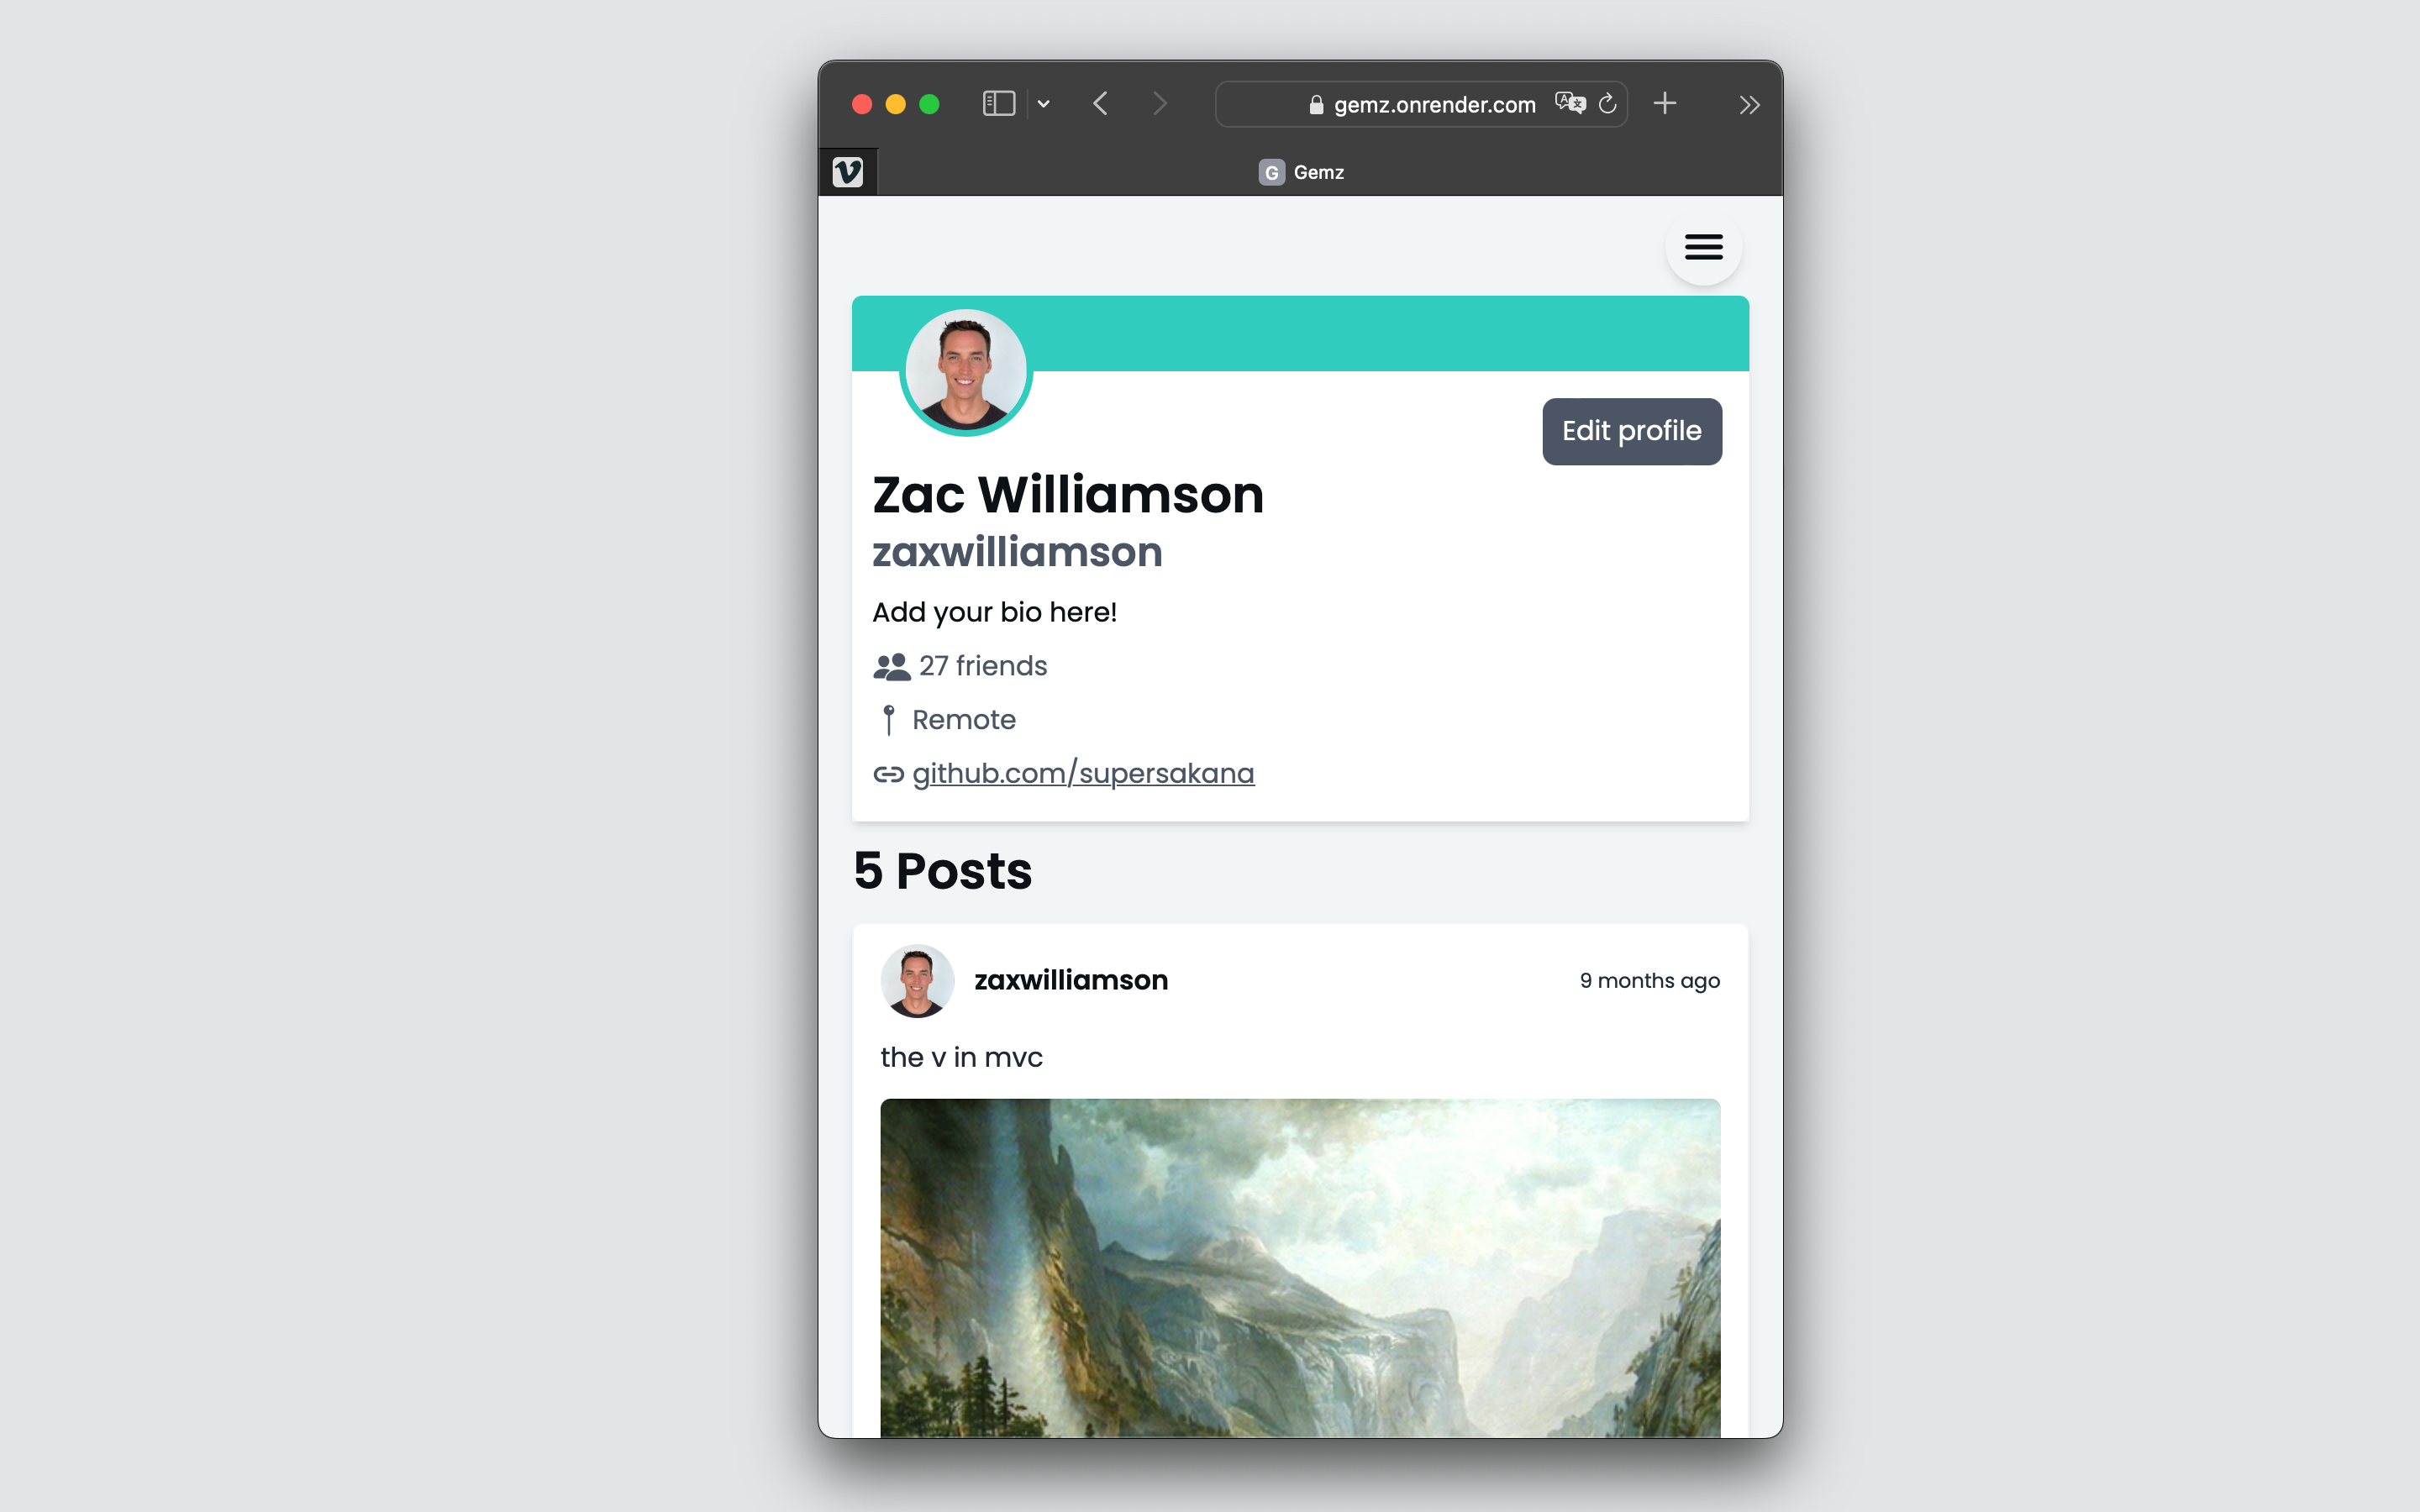 gemz.onrender.com
G Gemz
Edit profile
Zac Williamson
zaxwilliamson
Add your bio here!
27 friends
Remote
github.com/supersakana
5 Posts
zaxwilliamson
9 months ago
the v in mvc